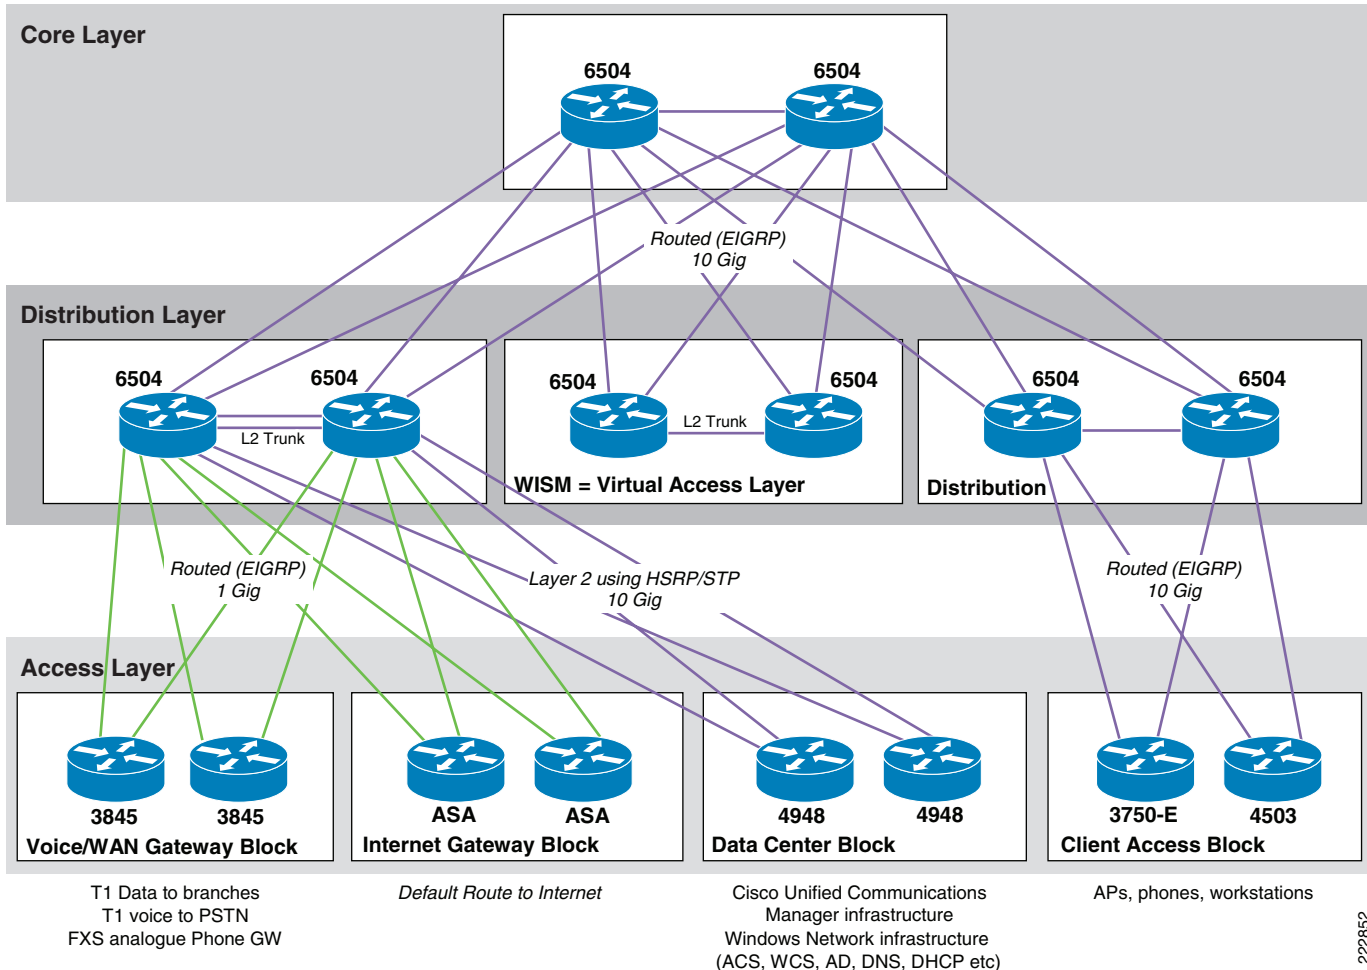 Core Layer
6504
6504
Routed (EIGRP)
10 Gig
Distribution Layer
6504
6504
L2 Trunk
6504
6504
L2 Trunk
WISM = Virtual Access Layer
6504
6504
Distribution
Routed (EIGRP)
1 Gig
Layer 2 using HSRP/STP
10 Gig
Routed (EIGRP)
10 Gig
Access Layer
3845
3845
Voice/WAN Gateway Block
ASA
ASA
Internet Gateway Block
4948
4948
Data Center Block
3750-E
4503
Client Access Block
T1 Data to branches
T1 voice to PSTN
FXS analogue Phone GW
Default Route to Internet
Cisco Unified Communications
Manager infrastructure
Windows Network infrastructure
(ACS, WCS, AD, DNS, DHCP etc)
APs, phones, workstations
222852